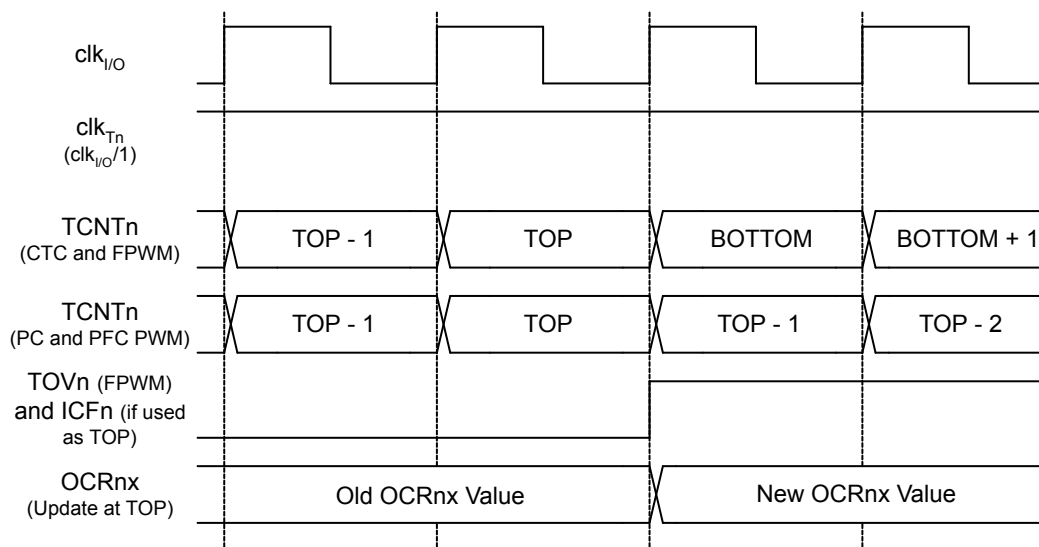 clkI/O
clkTn
(clkI/O/1)
TCNTn
(CTC and FPWM)
TOP - 1
TOP
BOTTOM
BOTTOM + 1
TCNTn
(PC and PFC PWM)
TOP - 1
TOP
TOP - 1
TOP - 2
TOVn (FPWM)
and ICFn (if used
as TOP)
OCRnx
(Update at TOP)
Old OCRnx Value
New OCRnx Value